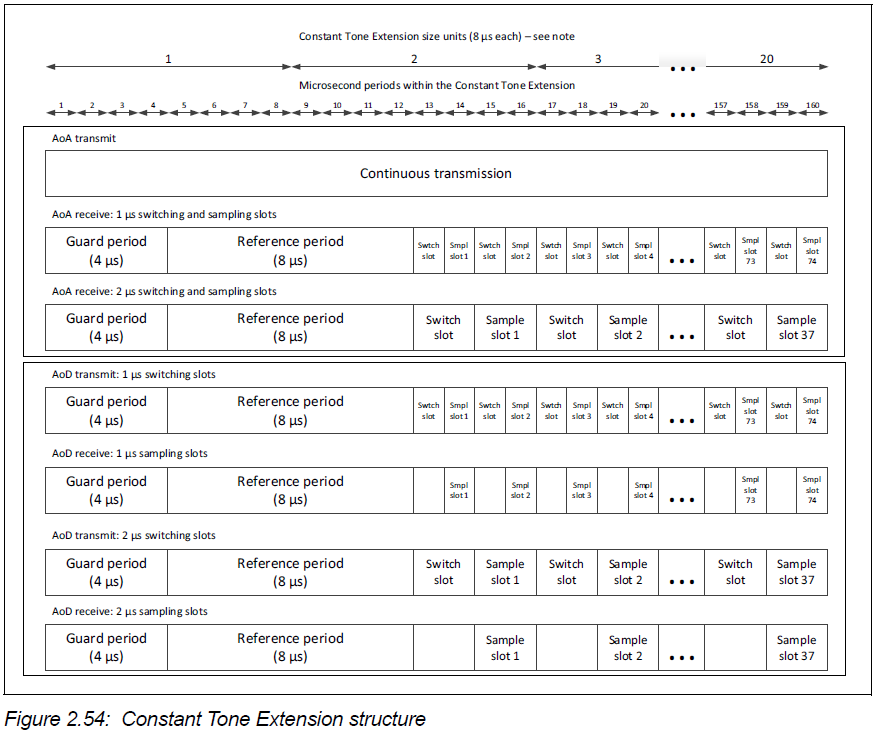 Constant Tone Extension size units (8 µs each) – see note
1 2 3 ... 20
Microsecond periods within the Constant Tone Extension
1 2 3 4 5 6 7 8 9 10 11 12 13 14 15 16 17 18 19 20 ... 157 158 159 160
AoA transmit
Continuous transmission
AoA receive: 1 µs switching and sampling slots
Guard period Reference period Swtch Smpl Swtch Smpl Swtch Smpl Swtch Smpl Swtch Smpl Swtch Smpl
(4 µs) (8 µs) slot slot 1 slot slot 2 slot slot 3 slot slot 4 ... slot slot 73 slot slot 74
AoA receive: 2 µs switching and sampling slots
Guard period Reference period Switch Sample Switch Sample Switch Sample
(4 µs) (8 µs) slot slot 1 slot slot 2 ... slot slot 37
AoD transmit: 1 µs switching slots
Guard period Reference period Swtch Smpl Swtch Smpl Swtch Smpl Swtch Smpl Swtch Smpl Swtch Smpl
(4 µs) (8 µs) slot slot 1 slot slot 2 slot slot 3 slot slot 4 ... slot slot 73 slot slot 74
AoD receive: 1 µs sampling slots
Guard period Reference period Smpl Smpl Smpl Smpl Smpl Smpl
(4 µs) (8 µs) slot 1 slot 2 slot 3 slot 4 ... slot 73 slot 74
AoD transmit: 2 µs switching slots
Guard period Reference period Switch Sample Switch Sample Switch Sample
(4 µs) (8 µs) slot slot 1 slot slot 2 ... slot slot 37
AoD receive: 2 µs sampling slots
Guard period Reference period Sample Sample Sample
(4 µs) (8 µs) slot 1 slot 2 ... slot 37
Figure 2.54: Constant Tone Extension structure